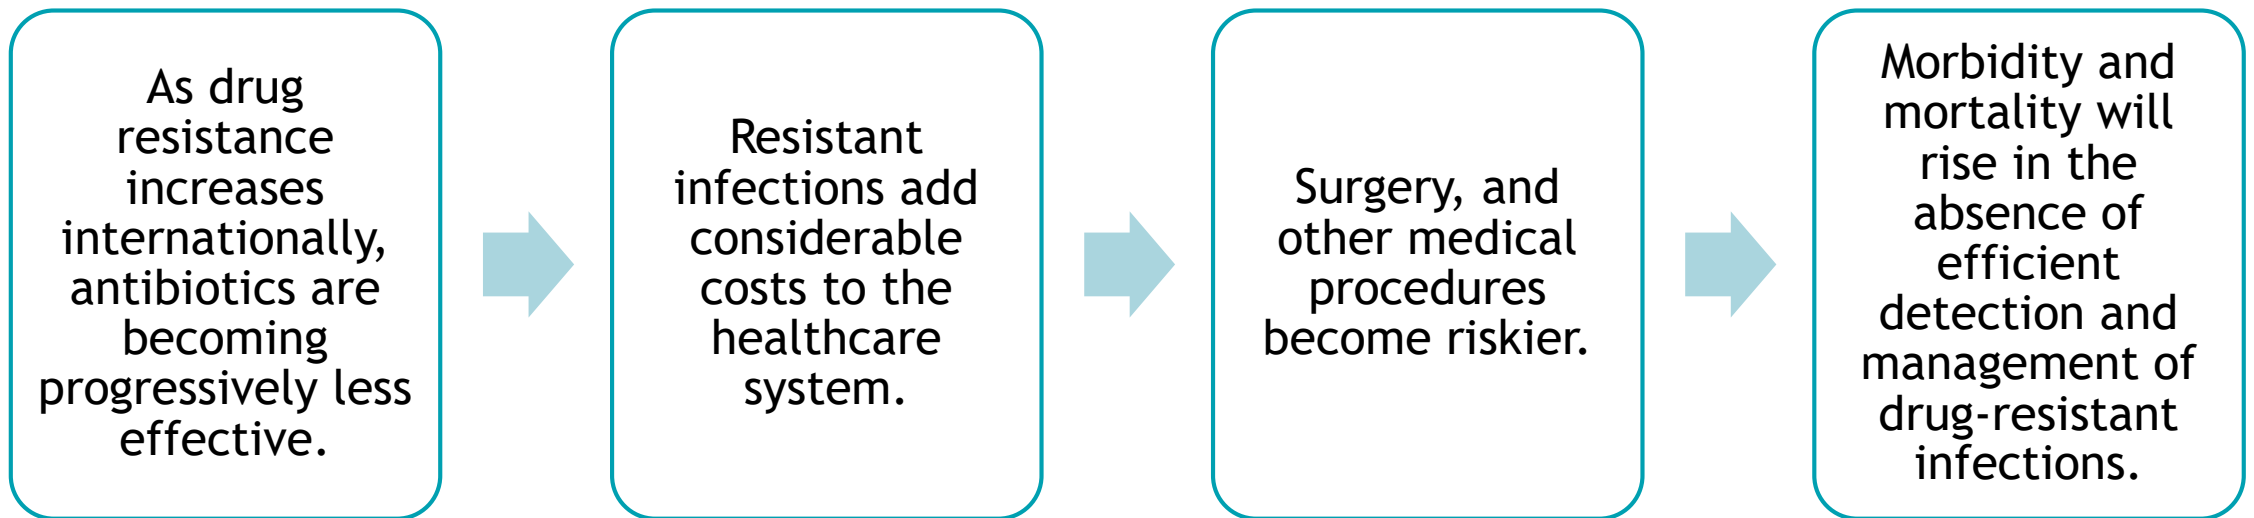 As drug
resistance
increases
internationally,
antibiotics are
becoming
progressively less
effective.
Resistant
infections add
considerable
costs to the
healthcare
system.
Surgery, and
other medical
procedures
become riskier.
Morbidity and
mortality will
rise in the
absence of
efficient
detection and
management of
drug-resistant
infections.